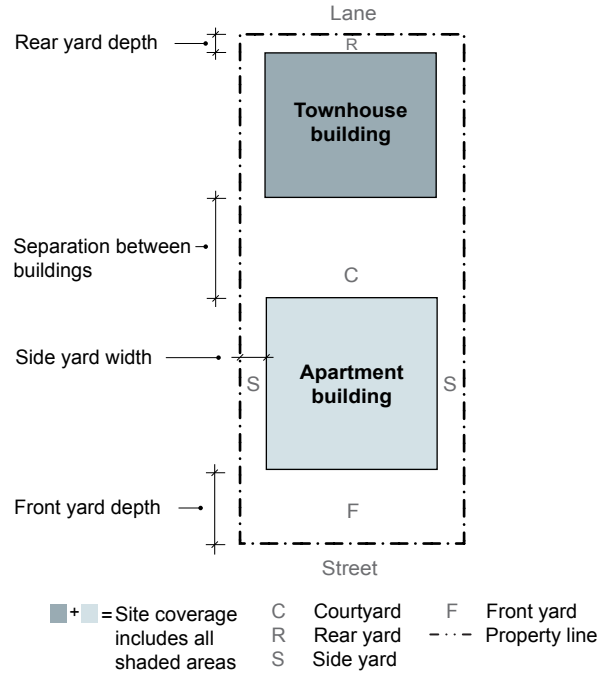 Lane
Rear yard depth
R
Townhouse
building
Separation between
buildings
C
Side yard width
Apartment
building
S
S
Front yard depth
F
Street
+ = Site coverage
includes all
shaded areas
C Courtyard
R Rear yard
S Side yard
F Front yard
Property line